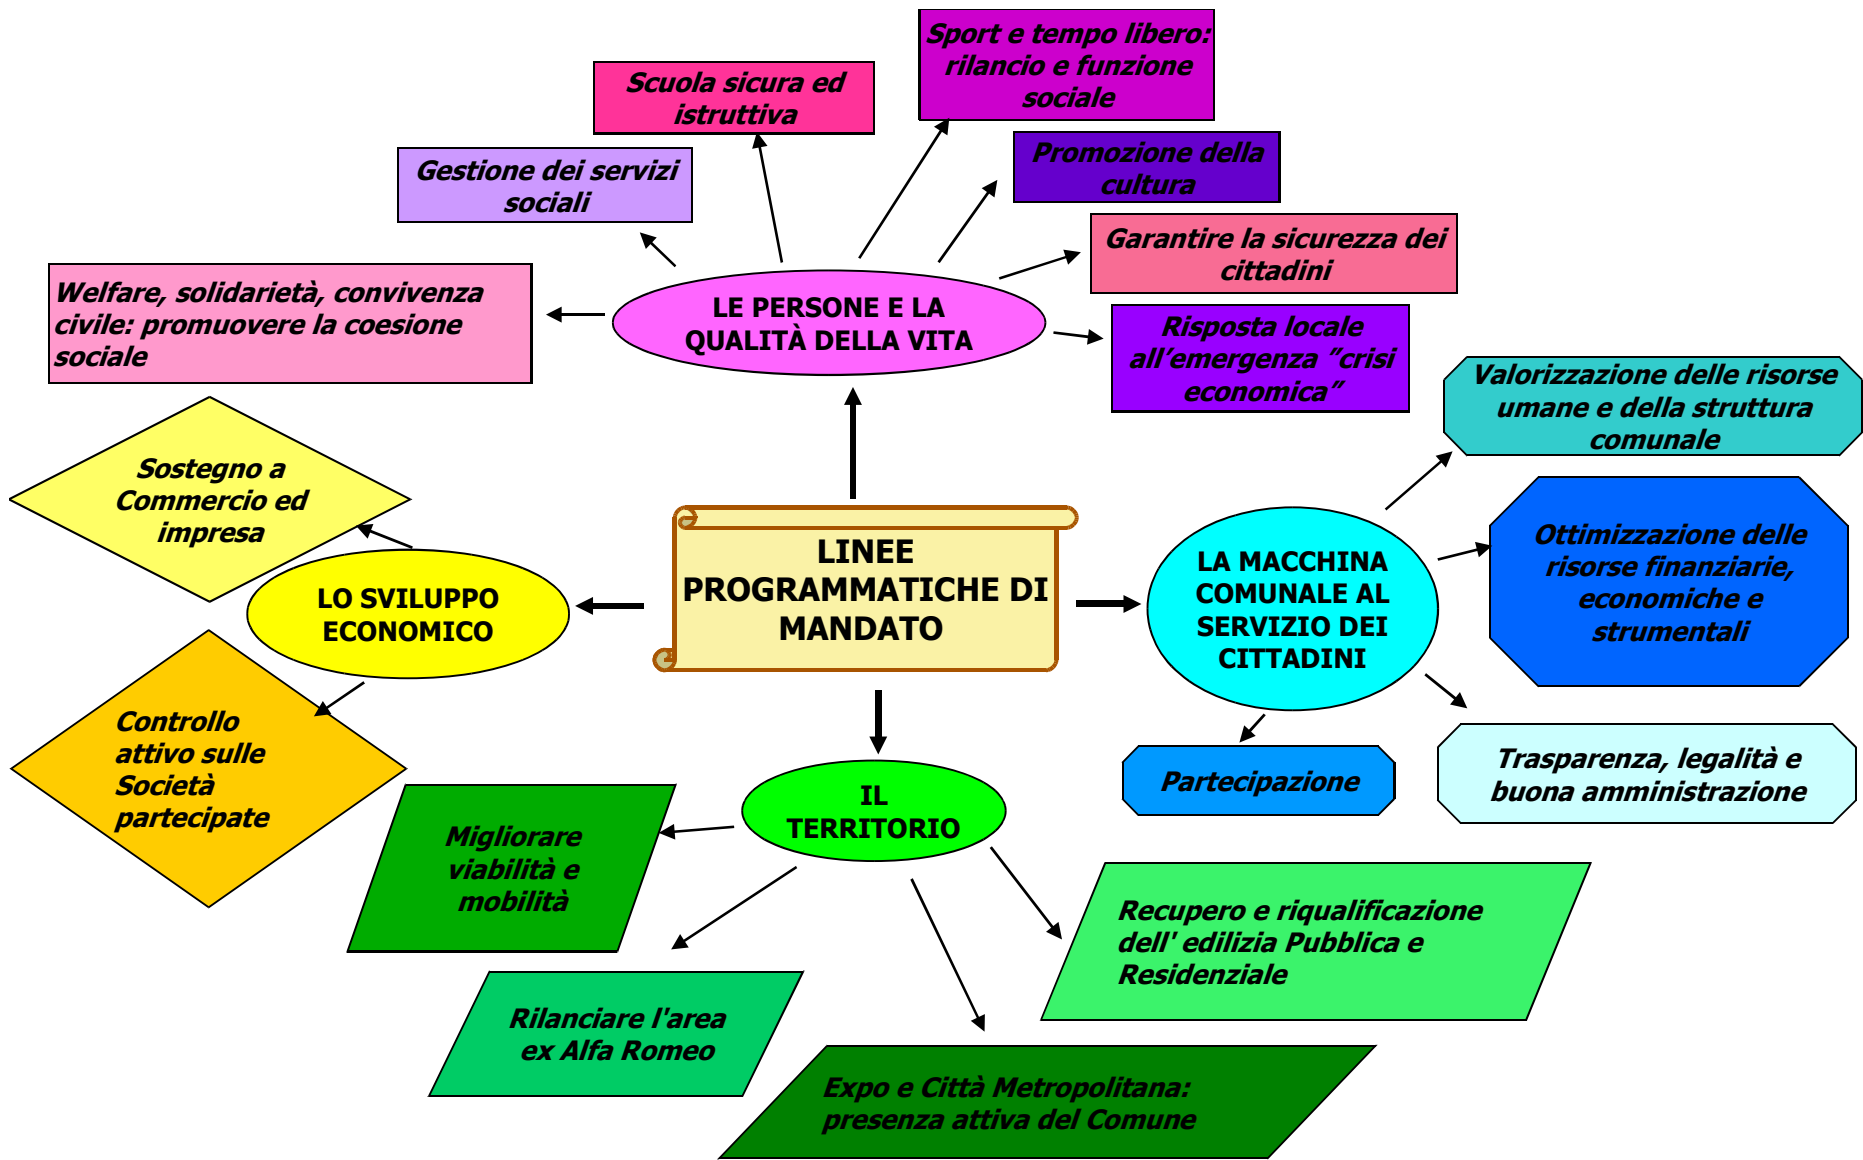 Sport e tempo libero:
rilancio e funzione
sociale
Scuola sicura ed
istruttiva
Promozione della
cultura
Gestione dei servizi
sociali
Garantire la sicurezza dei
cittadini
Welfare, solidarietà, convivenza
civile: promuovere la coesione
sociale
LE PERSONE E LA
QUALITÀ DELLA VITA
Risposta locale
all’emergenza ”crisi
economica”
Valorizzazione delle risorse
umane e della struttura
comunale
Sostegno a
Commercio ed
impresa
LINEE
PROGRAMMATICHE DI
MANDATO
LA MACCHINA
COMUNALE AL
SERVIZIO DEI
CITTADINI
Ottimizzazione delle
risorse finanziarie,
economiche e
strumentali
LO SVILUPPO
ECONOMICO
Controllo
attivo sulle
Società
partecipate
Partecipazione
Trasparenza, legalità e
buona amministrazione
IL
TERRITORIO
Migliorare
viabilità e
mobilità
Recupero e riqualificazione
dell' edilizia Pubblica e
Residenziale
Rilanciare l'area
ex Alfa Romeo
Expo e Città Metropolitana:
presenza attiva del Comune